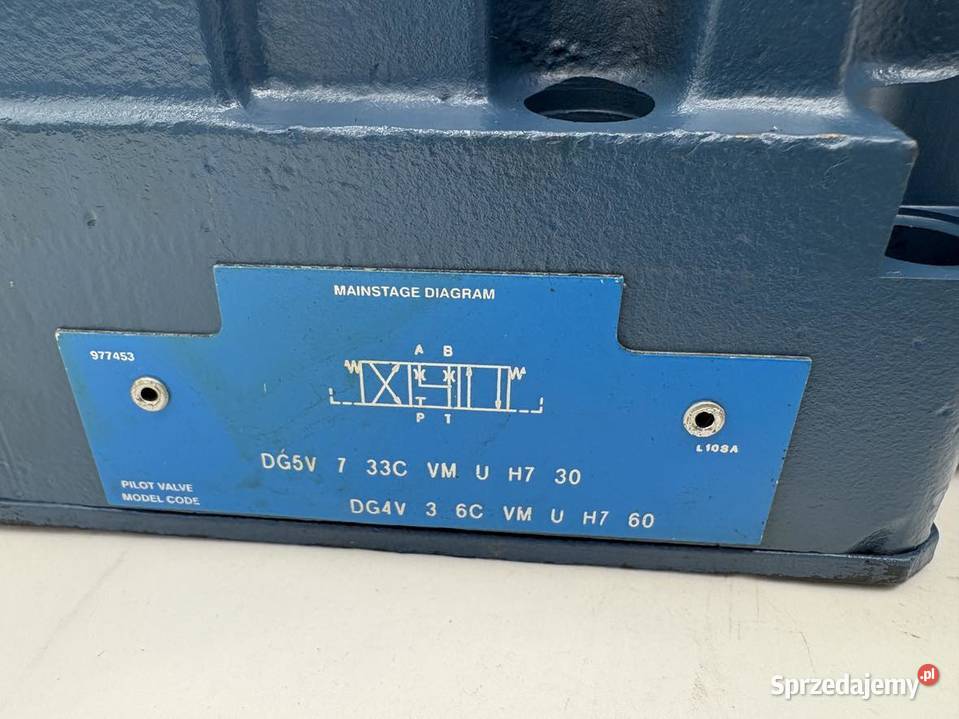 MAINSTAGE DIAGRAM
977453
A B
T
P T
L10SA
DG5V 7 33C VM U H7 30
PILOT VALVE
MODEL CODE
DG4V 3 6C VM U H7 60
Sprzedajemy.pl